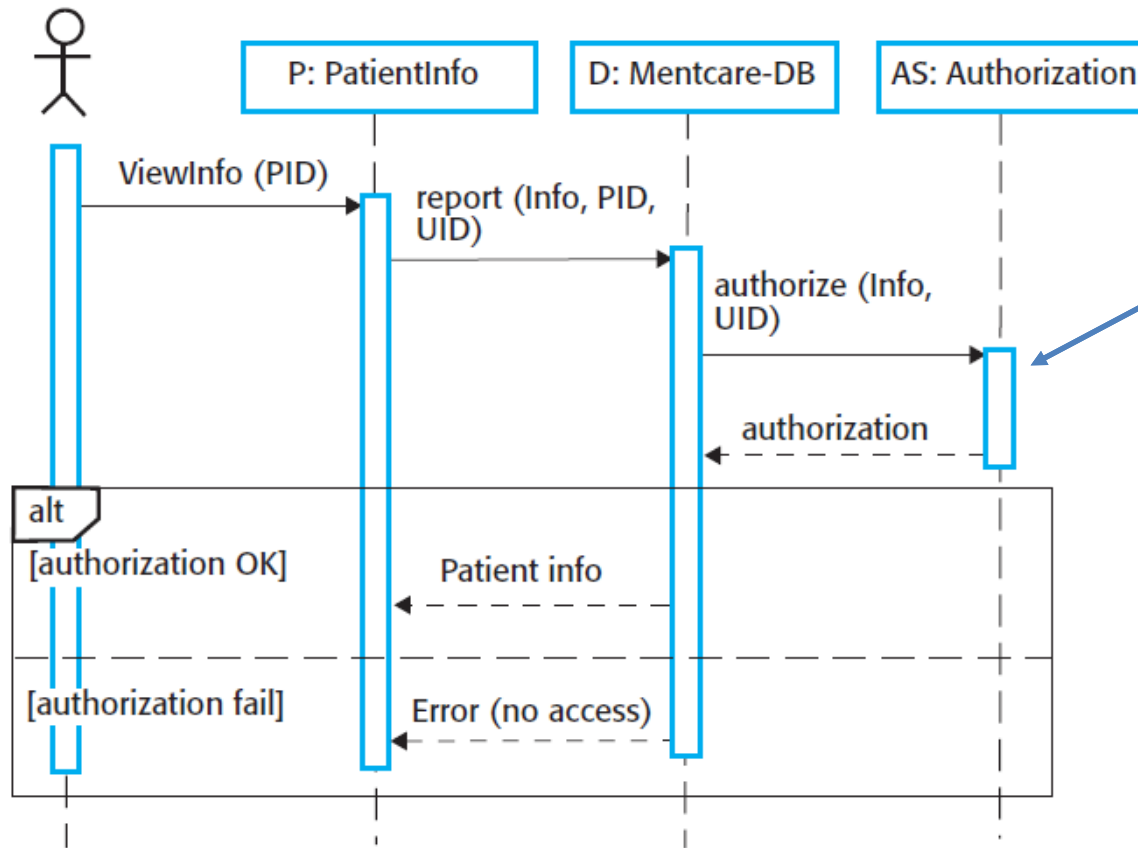 P: PatientInfo
D: Mentcare-DB
AS: Authorization
ViewInfo (PID)
report (Info, PID,
UID)
authorize (Info,
UID)
authorization
alt
[authorization OK]
Patient info
[authorization fail]
Error (no access)